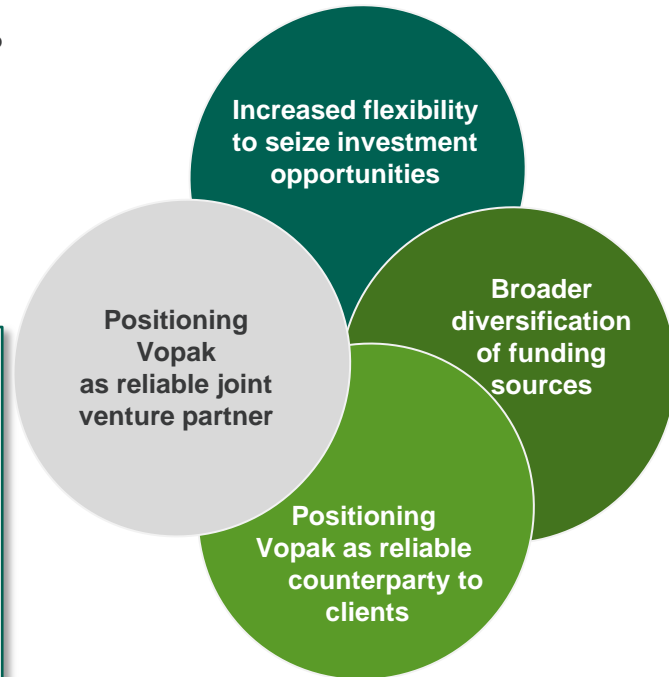 Increased flexibility
to seize investment
opportunities
Broader
diversification
of funding
sources
Positioning
Vopak
as reliable joint
venture partner
Positioning
Vopak as reliable
counterparty to
clients